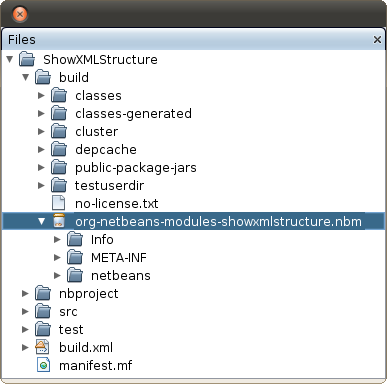 Files
ShowXMLStructure
build
classes
classes-generated
cluster
depcache
public-package-jars
testuserdir
no-license.txt
org-netbeans-modules-showxmlstructure.nbm
Info
META-INF
netbeans
nbproject
src
test
build.xml
manifest.mf